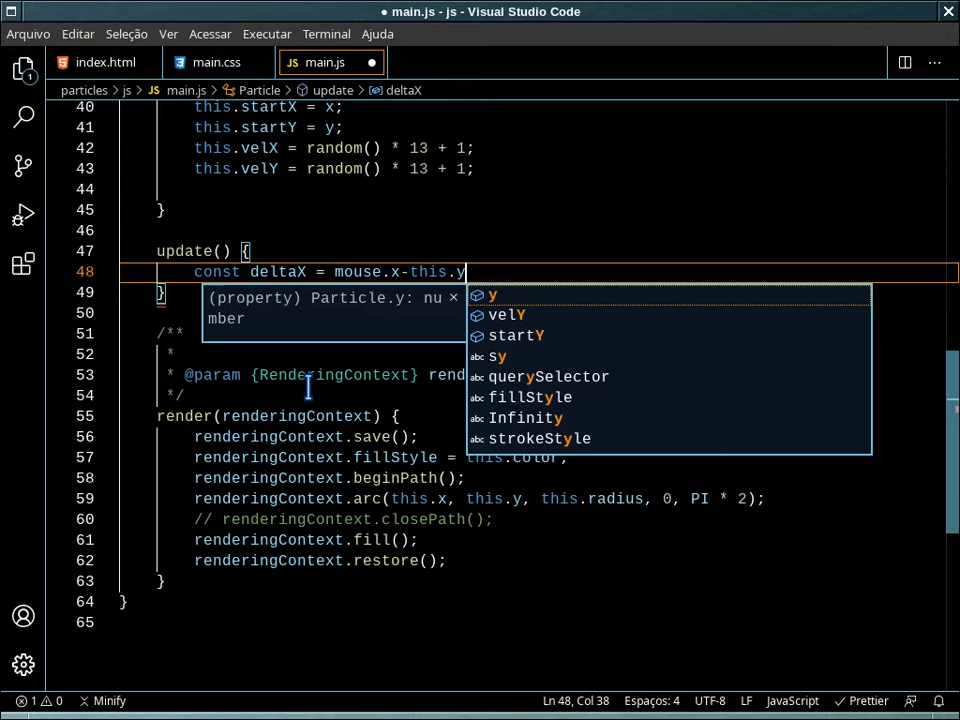 ● main.js - js - Visual Studio Code
Arquivo Editar Seleção Ver Acessar Executar Terminal Ajuda
index.html main.css JS main.js ●
particles > js > JS main.js > Particle > update > deltaX
40 this.startX = x;
41 this.startY = y;
42 this.velX = random() * 13 + 1;
43 this.velY = random() * 13 + 1;
44
45 }
46
47 update() {
48 const deltaX = mouse.x-this.y
49 }
(property) Particle.y: nu ×
mber
y
velY
startY
sy
querySelector
fillStyle
Infinity
strokeStyle
50
51 /**
52 *
53 * @param {RenderingContext} rend
54 */
55 render(renderingContext) {
56 renderingContext.save();
57 renderingContext.fillStyle = this.color;
58 renderingContext.beginPath();
59 renderingContext.arc(this.x, this.y, this.radius, 0, PI * 2);
60 // renderingContext.closePath();
61 renderingContext.fill();
62 renderingContext.restore();
63 }
64 }
65
1
1 0 Minify Ln 48, Col 38 Espaços: 4 UTF-8 LF JavaScript Prettier